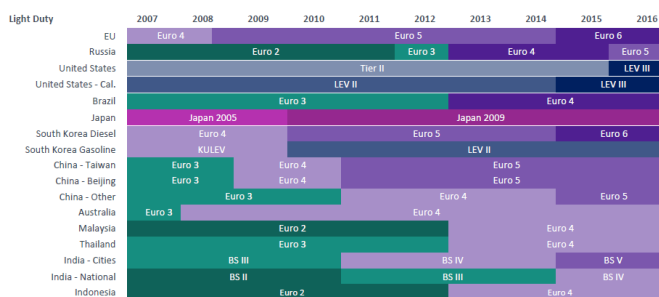 Light Duty 2007 2008 2009 2010 2011 2012 2013 2014 2015 2016
EU Euro 4 Euro 5 Euro 6
Russia Euro 2 Euro 3 Euro 4 Euro 5
United States Tier II LEV III
United States - Cal. LEV II LEV III
Brazil Euro 3 Euro 4
Japan Japan 2005 Japan 2009
South Korea Diesel Euro 4 Euro 5 Euro 6
South Korea Gasoline KULEV LEV II
China - Taiwan Euro 3 Euro 4 Euro 5
China - Beijing Euro 3 Euro 4 Euro 5
China - Other Euro 3 Euro 4 Euro 5
Australia Euro 3 Euro 4
Malaysia Euro 2 Euro 4
Thailand Euro 3 Euro 4
India - Cities BS III BS IV BS V
India - National BS II BS III BS IV
Indonesia Euro 2 Euro 4